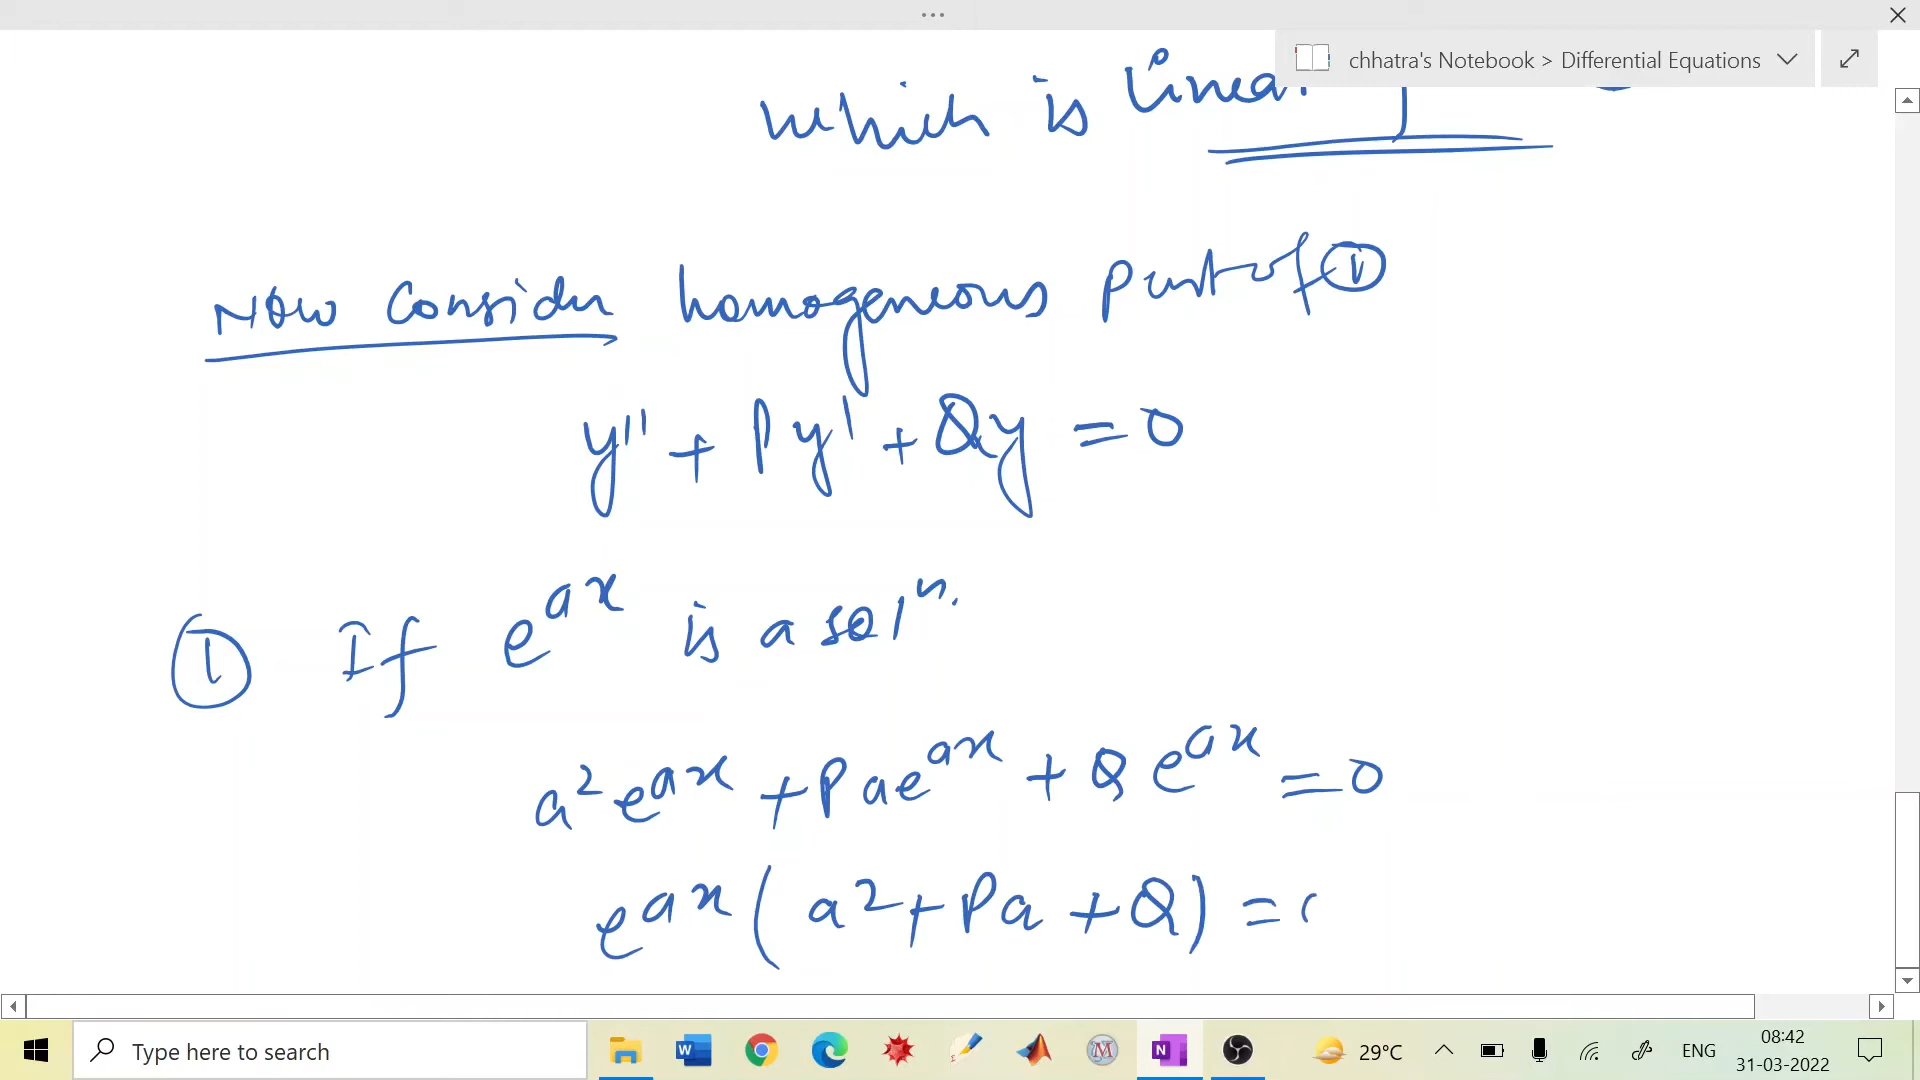 chhatra's Notebook > Differential Equations
which is linear
Now Consider homogeneous part of ①
y'' + Py' + Qy = 0
① If e^{ax} is a sol^n.
a^2 e^{ax} + P a e^{ax} + Q e^{ax} = 0
e^{ax} ( a^2 + Pa + Q ) =
Type here to search
29°C
ENG
08:42
31-03-2022